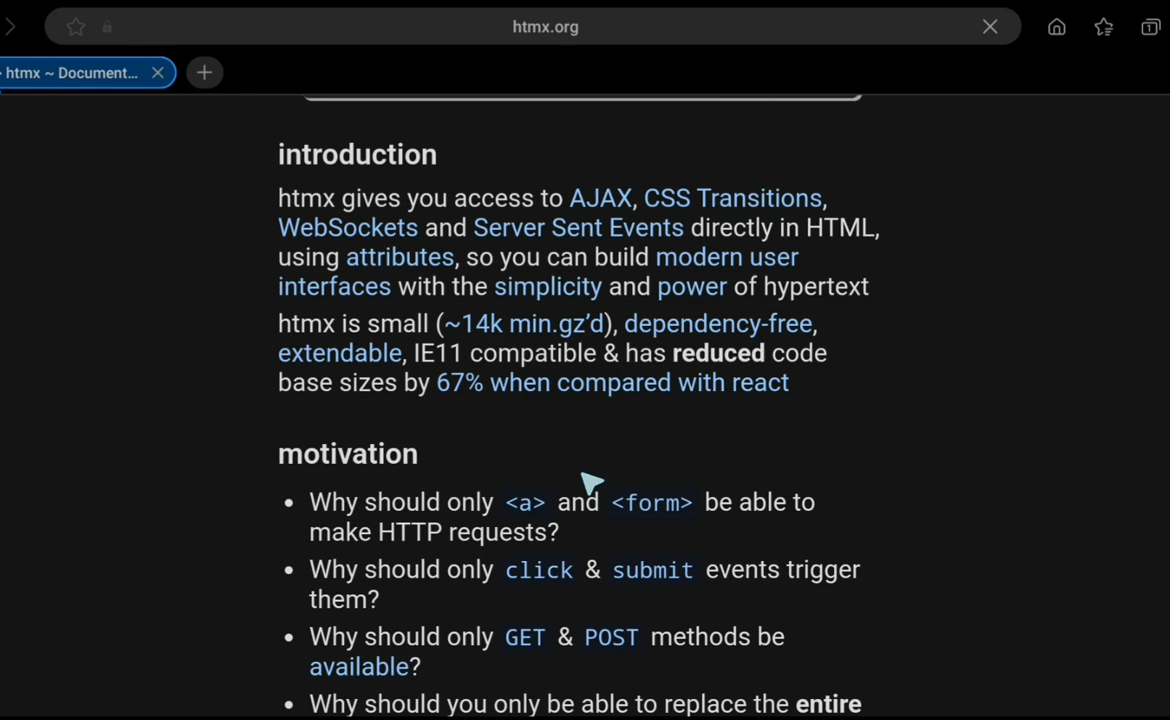 htmx.org
htmx ~ Document...
introduction
htmx gives you access to AJAX, CSS Transitions,
WebSockets and Server Sent Events directly in HTML,
using attributes, so you can build modern user
interfaces with the simplicity and power of hypertext
htmx is small (~14k min.gz’d), dependency-free,
extendable, IE11 compatible & has reduced code
base sizes by 67% when compared with react
motivation
• Why should only <a> and <form> be able to
make HTTP requests?
• Why should only click & submit events trigger
them?
• Why should only GET & POST methods be
available?
• Why should you only be able to replace the entire